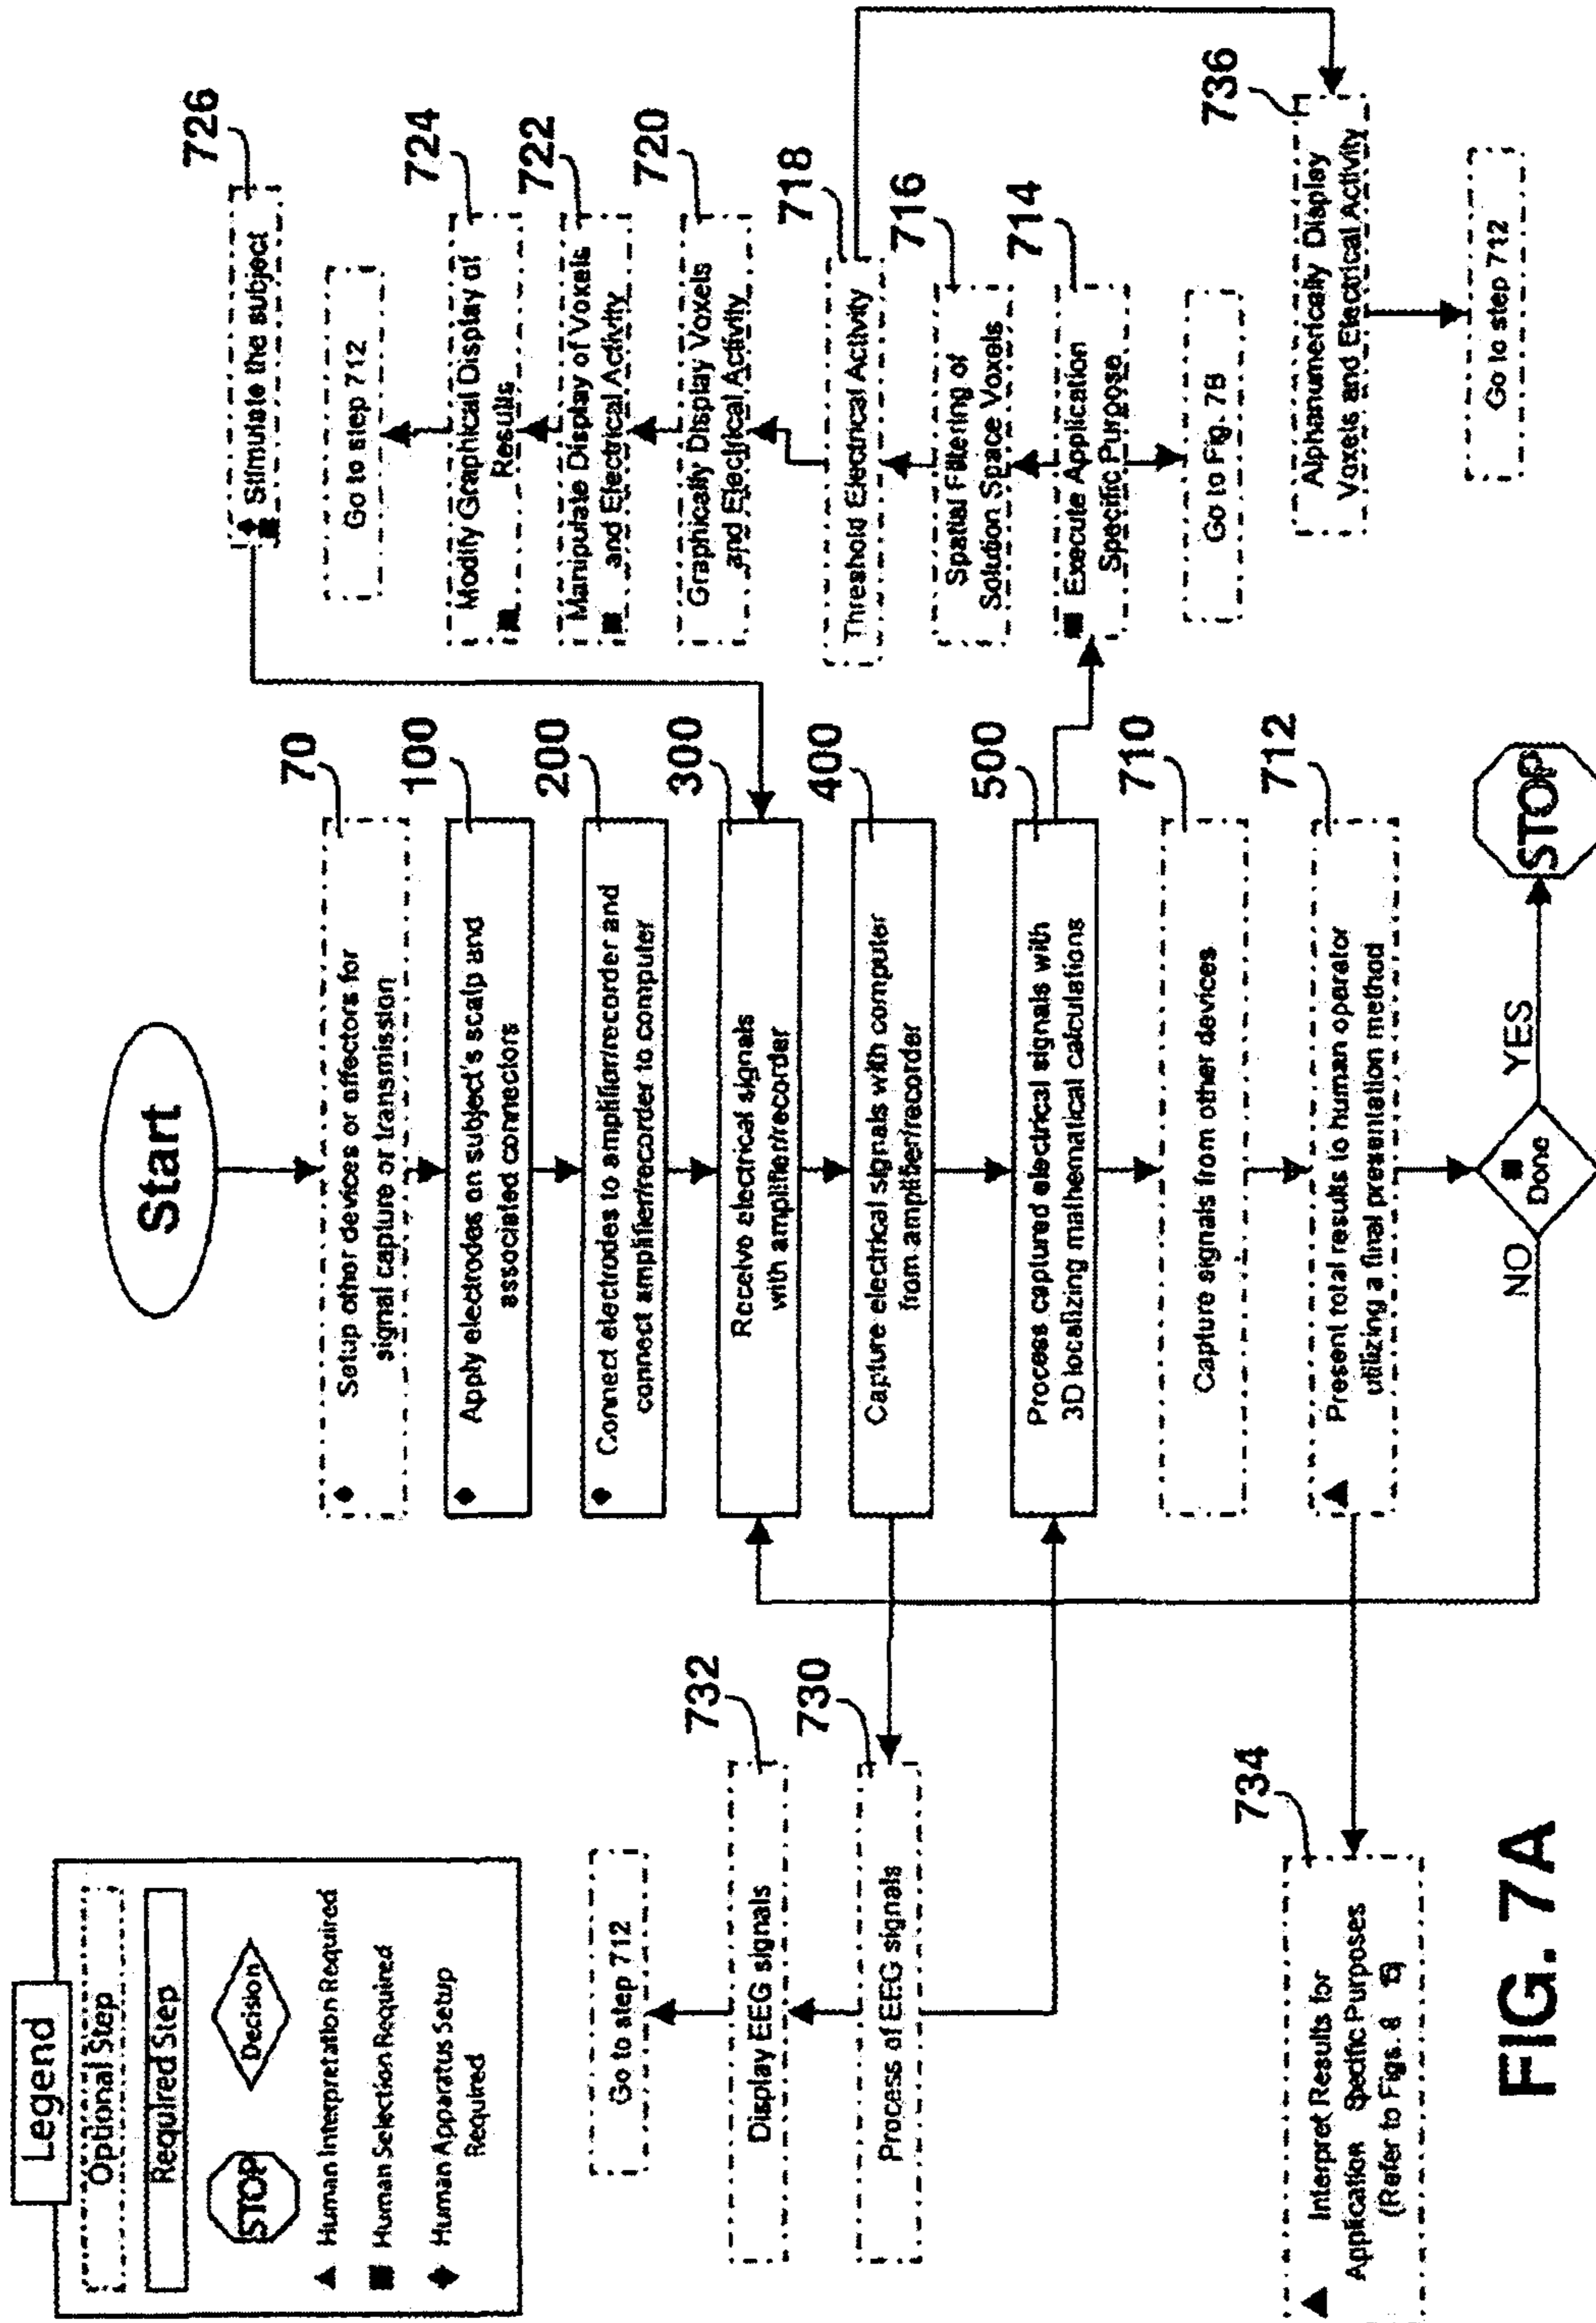 Legend
Optional Step
Required Step
STOP
Decision
Human Interpretation Required
Human Selection Required
Human Apparatus Setup
Required
Start
70
Setup other devices or affectors for
signal capture or transmission
100
Apply electrodes on subject's scalp and
associated connectors
200
Connect electrodes to amplifier/recorder and
connect amplifier/recorder to computer
300
Receive electrical signals
with amplifier/recorder
400
Capture electrical signals with computer
from amplifier/recorder
500
Process captured electrical signals with
3D localizing mathematical calculations
710
Capture signals from other devices
712
Present total results to human operator
utilizing a final presentation method
NO
Done
YES
STOP
Go to step 712
732
Display EEG signals
730
Process of EEG signals
734
Interpret Results for
Application Specific Purposes
(Refer to Figs. 8
726
Stimulate the subject
Go to step 712
724
Modify Graphical Display of
Results
722
Manipulate Display of Voxels
and Electrical Activity
720
Graphically Display Voxels
and Electrical Activity
718
Threshold Electrical Activity
716
Spatial Filtering of
Solution Space Voxels
714
Execute Application
Specific Purpose
Go to Fig. 7B
736
Alphanumerically Display
Voxels and Electrical Activity
Go to step 712
FIG. 7A